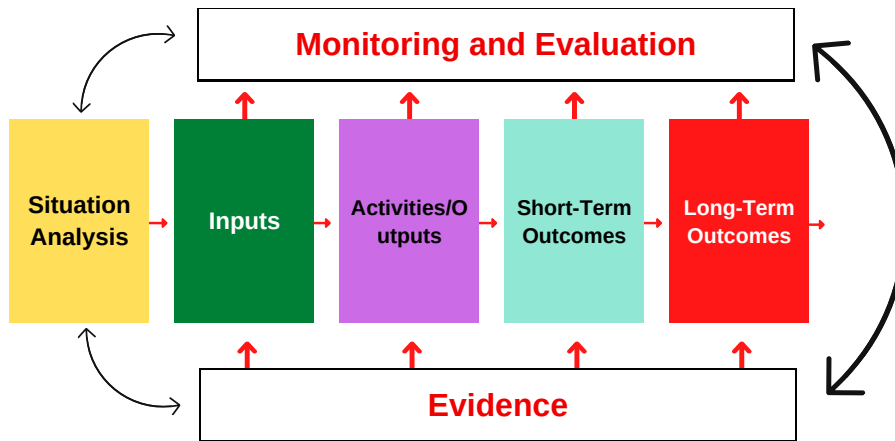 Monitoring and Evaluation
Situation
Analysis
Inputs
Activities/O
utputs
Short-Term
Outcomes
Long-Term
Outcomes
Evidence